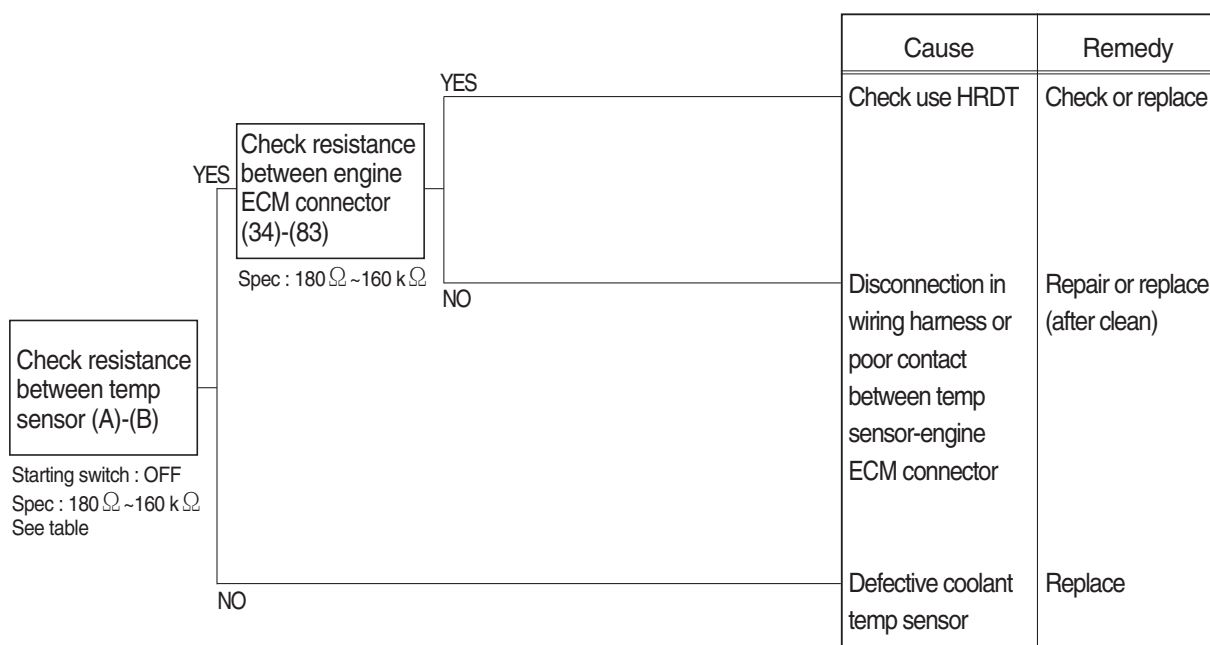 Cause
Remedy
YES
Check use HRDT
Check or replace
Check resistance
between engine
ECM connector
(34)-(83)
YES
Spec : 180 Ω ~160 k Ω
NO
Disconnection in
wiring harness or
poor contact
between temp
sensor-engine
ECM connector
Repair or replace
(after clean)
Check resistance
between temp
sensor (A)-(B)
Starting switch : OFF
Spec : 180 Ω ~160 k Ω
See table
NO
Defective coolant
temp sensor
Replace